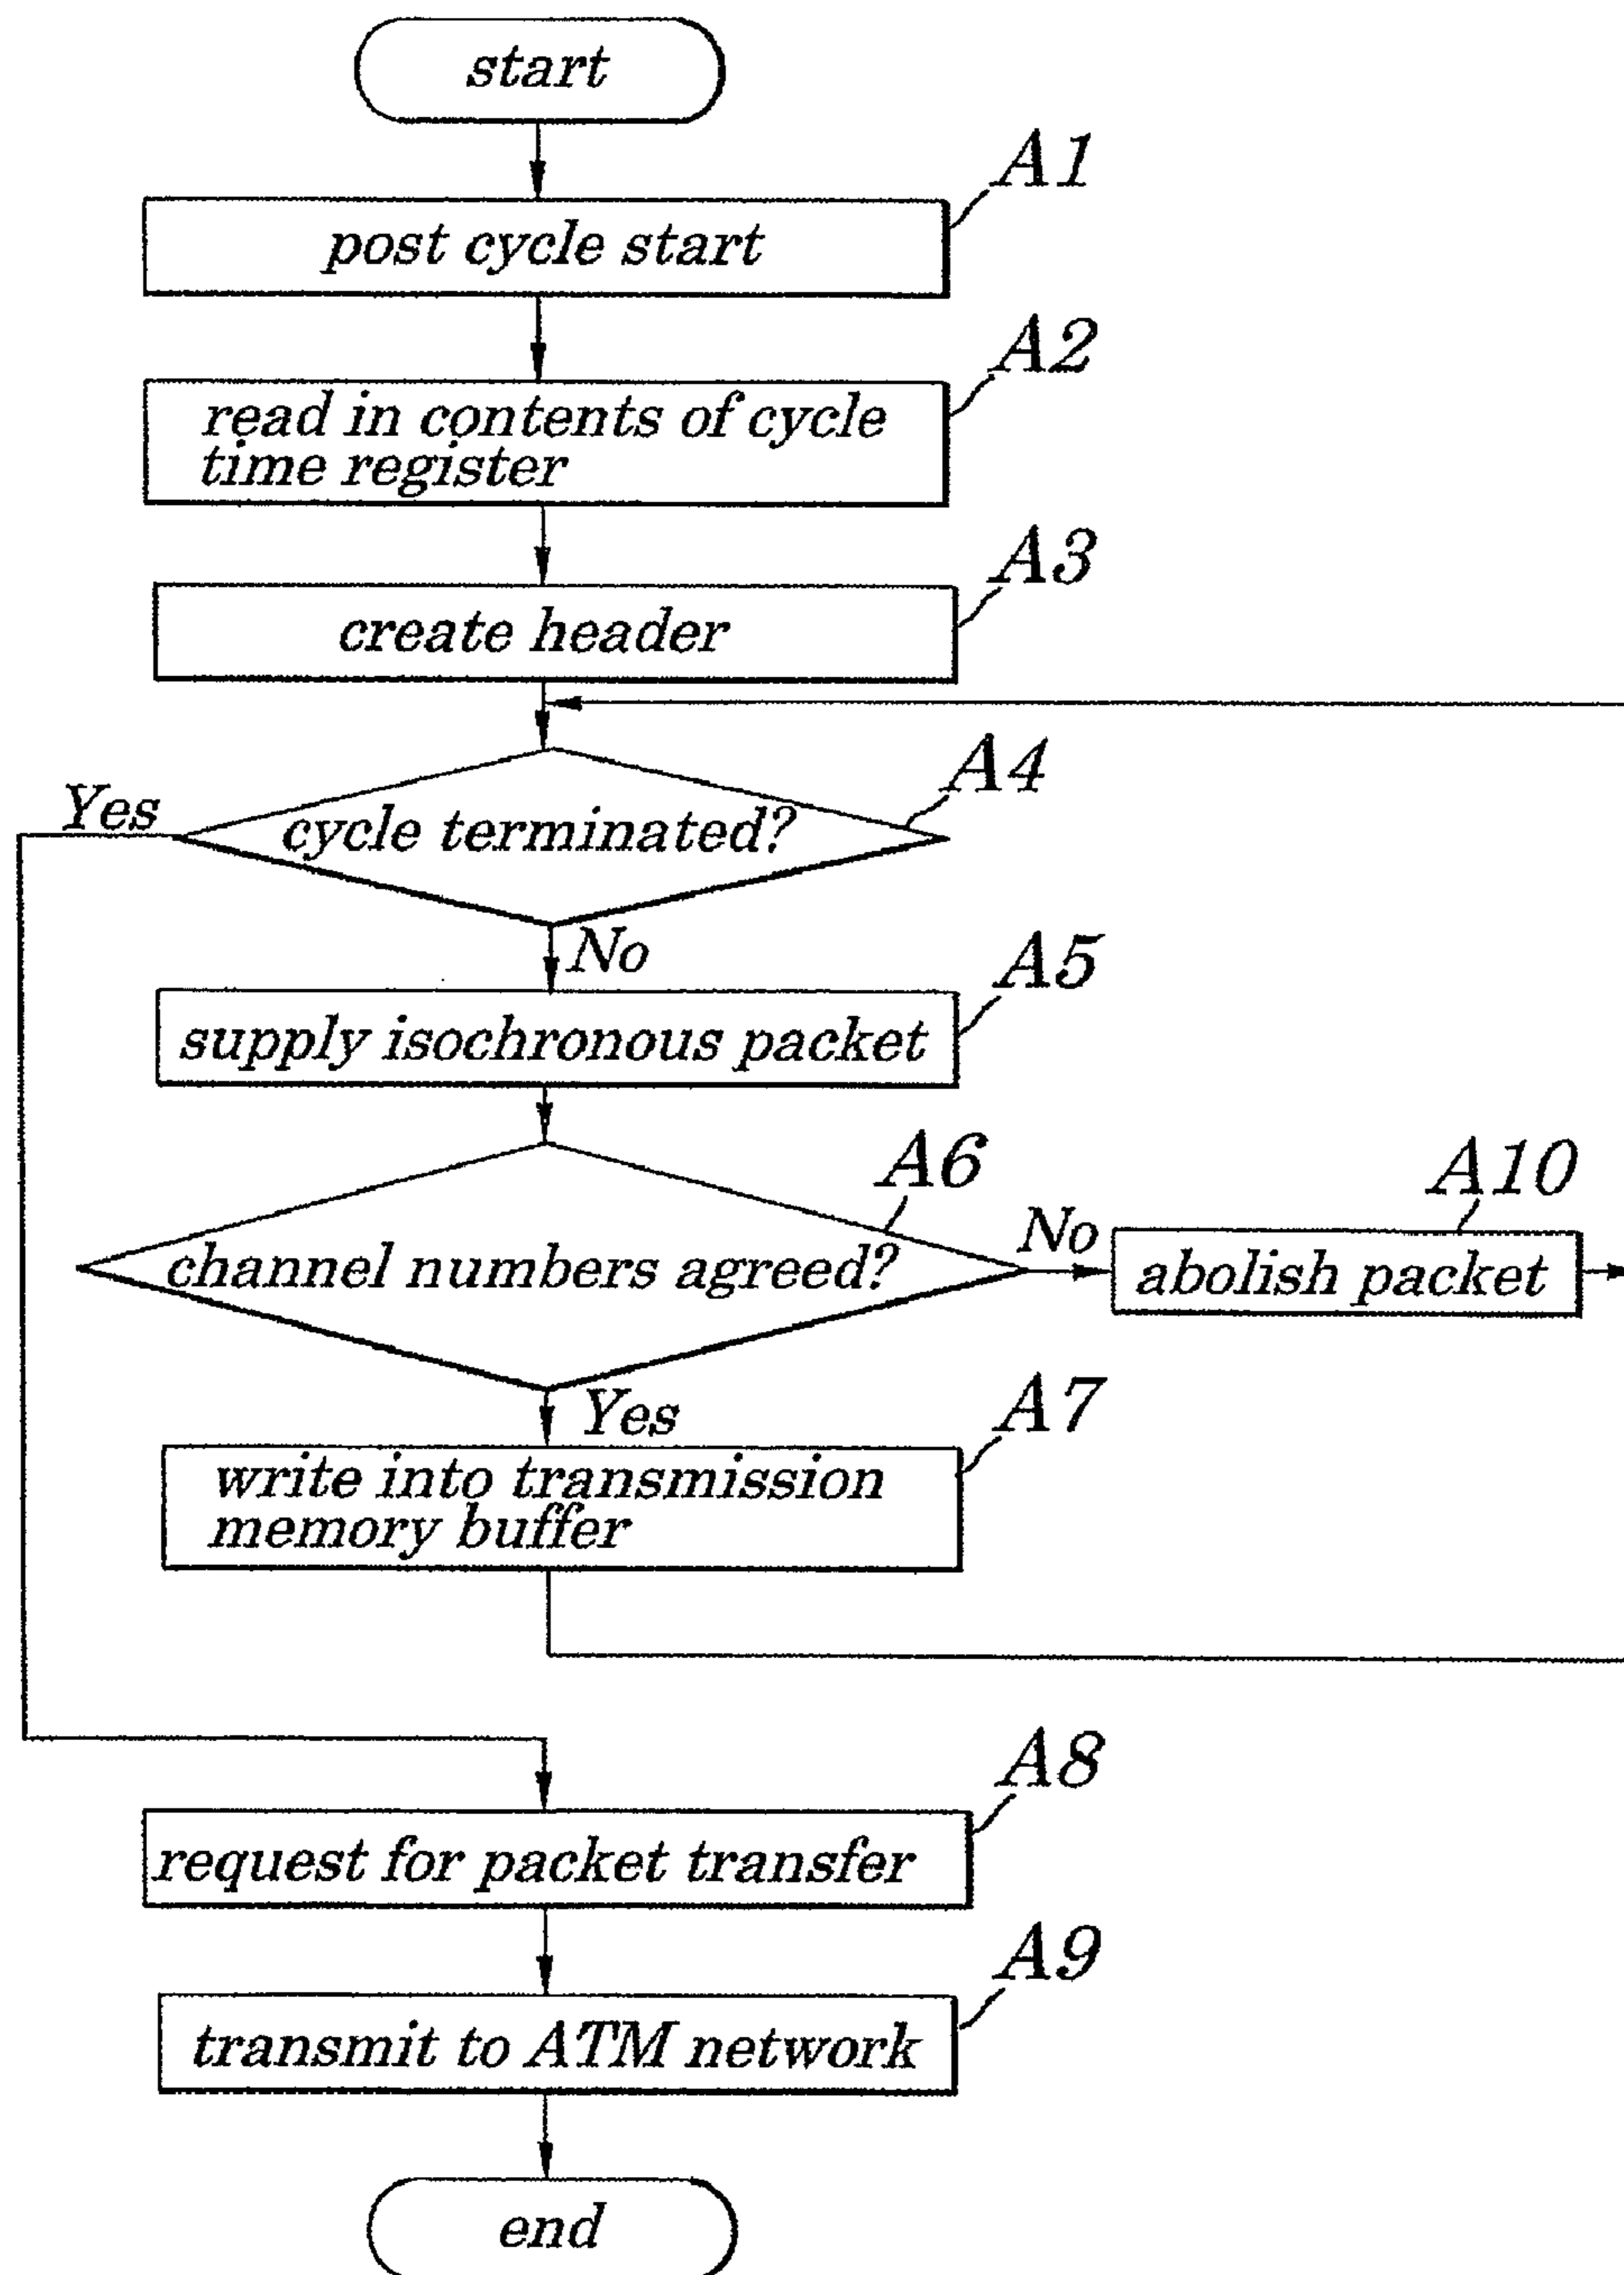 start
A1
post cycle start
A2
read in contents of cycle
time register
A3
create header
A4
Yes
cycle terminated?
No
A5
supply isochronous packet
A6
channel numbers agreed?
No
A10
abolish packet
Yes
A7
write into transmission
memory buffer
A8
request for packet transfer
A9
transmit to ATM network
end